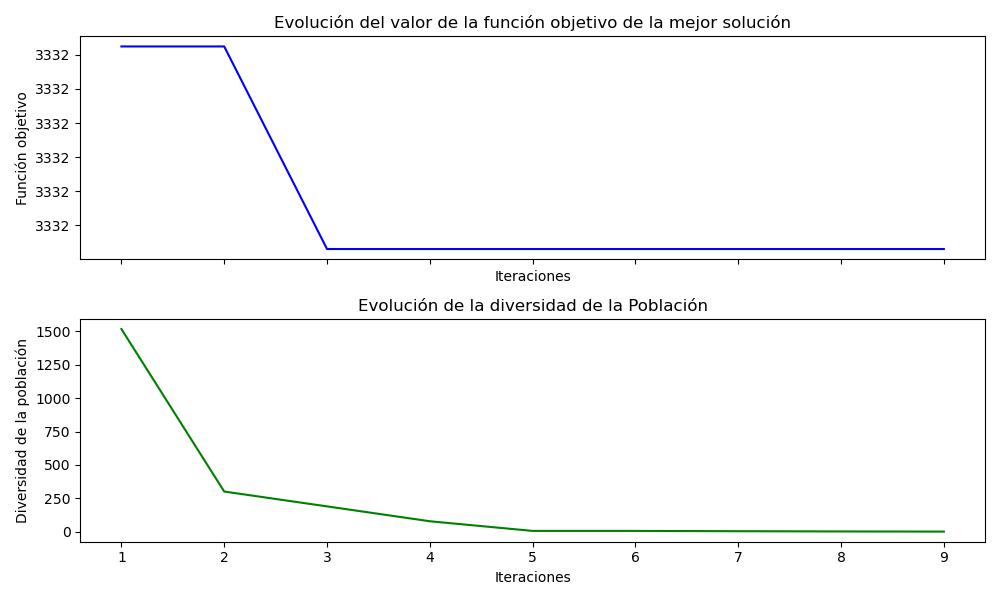 Evolución del valor de la función objetivo de la mejor solución
Función objetivo
3332
3332
3332
3332
3332
3332
Iteraciones
Evolución de la diversidad de la Población
Diversidad de la población
1500
1250
1000
750
500
250
0
1 2 3 4 5 6 7 8 9
Iteraciones